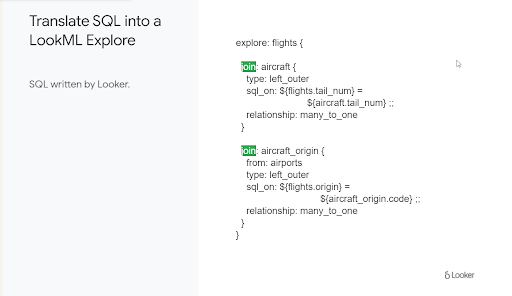 Translate SQL into a
LookML Explore
SQL written by Looker.
explore: flights {
join: aircraft {
type: left_outer
sql_on: ${flights.tail_num} =
${aircraft.tail_num} ;;
relationship: many_to_one
}
join: aircraft_origin {
from: airports
type: left_outer
sql_on: ${flights.origin} =
${aircraft_origin.code} ;;
relationship: many_to_one
}
}
Looker